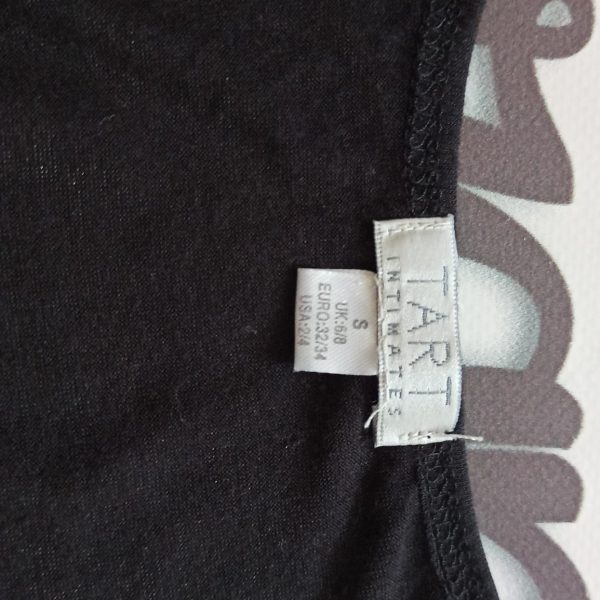 TART
INTIMATES
S
UK:6/8
EURO:32/34
USA:2/4